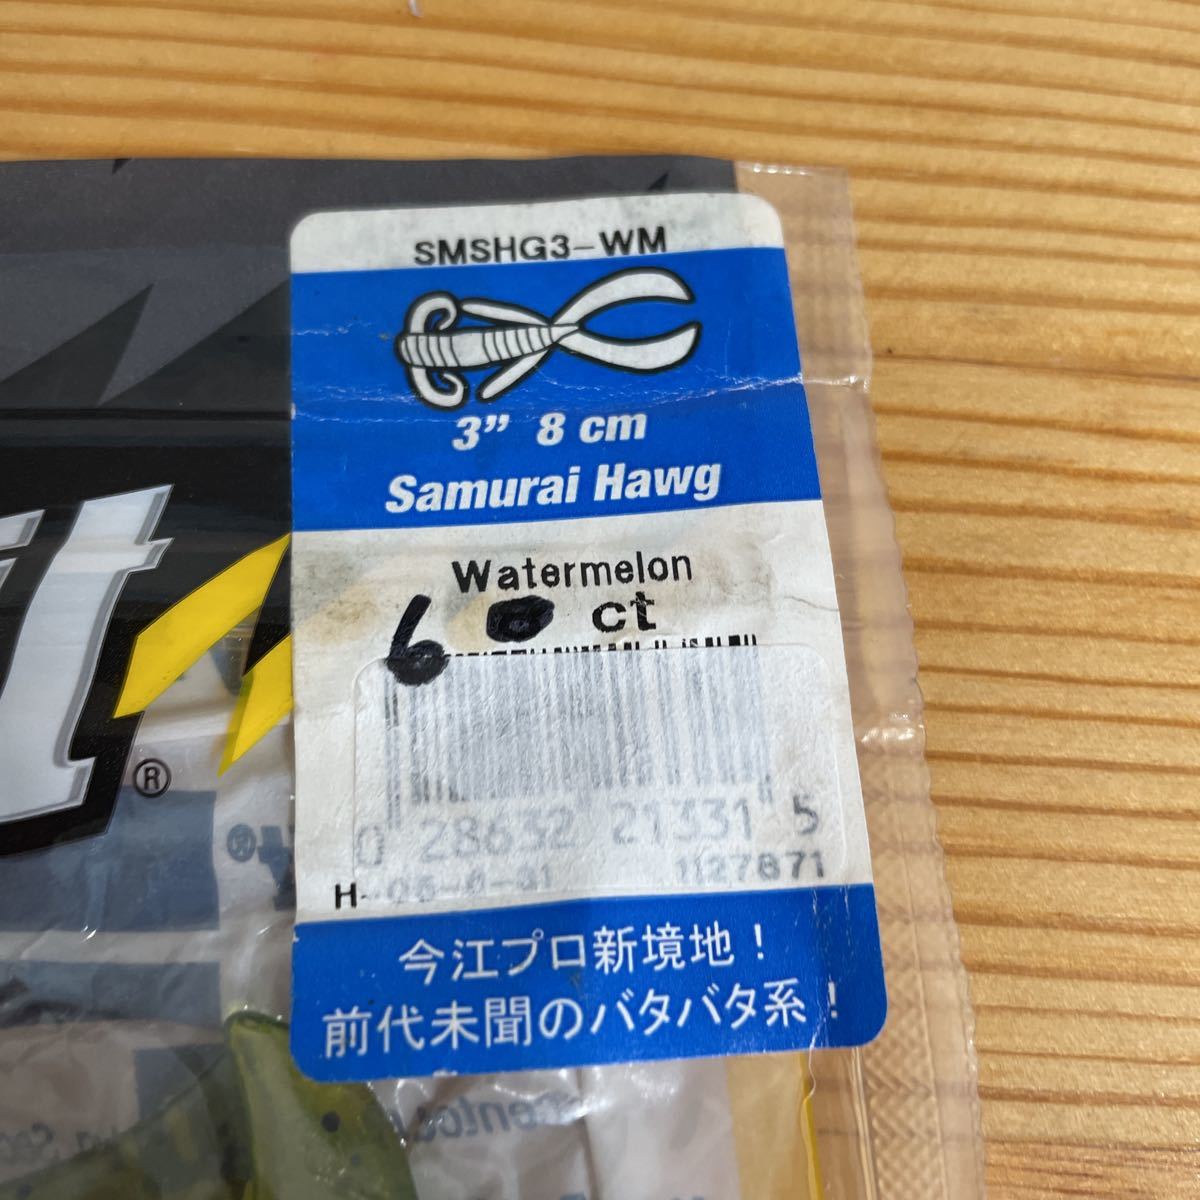 SMSHG3-WM
3” 8 cm
Samurai Hawg
Watermelon
6 ct
0 28632 21331 5
1127871
今江プロ新境地！
前代未聞のバタバタ系！
it
®